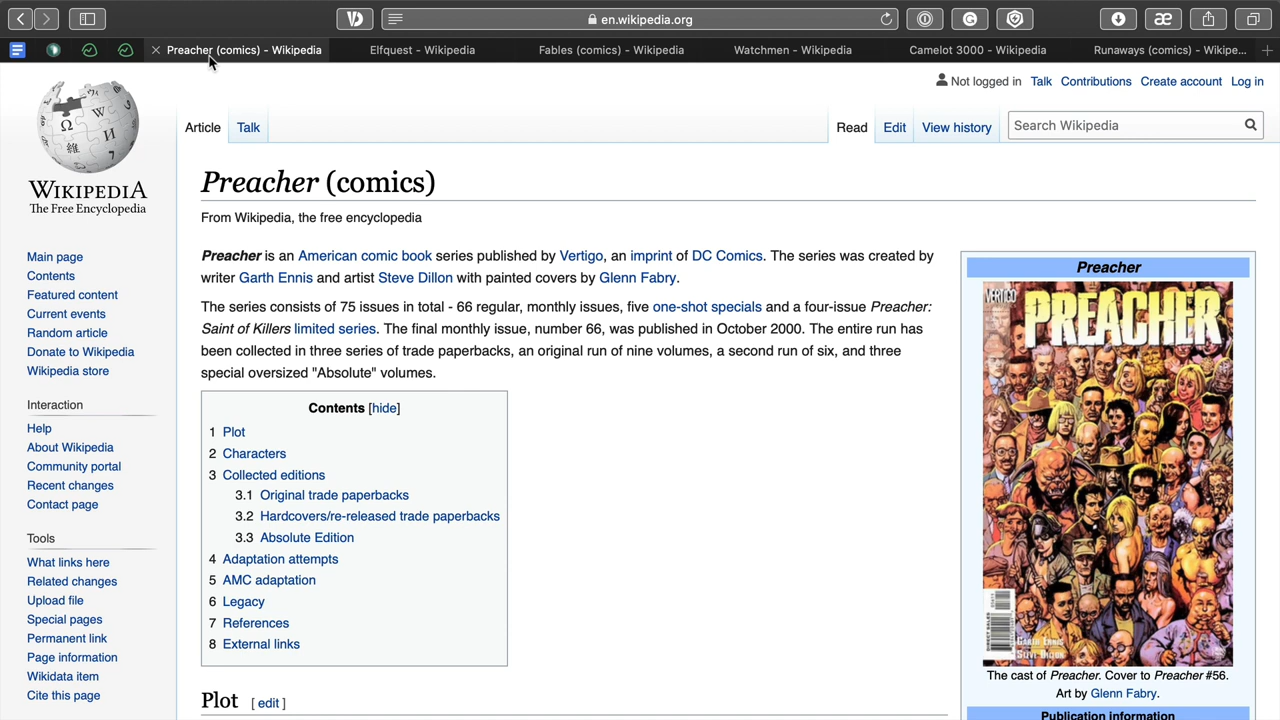 en.wikipedia.org
Preacher (comics) - Wikipedia
Elfquest - Wikipedia
Fables (comics) - Wikipedia
Watchmen - Wikipedia
Camelot 3000 - Wikipedia
Runaways (comics) - Wikipe...
Not logged in Talk Contributions Create account Log in
Article Talk Read Edit View history Search Wikipedia
WIKIPEDIA
The Free Encyclopedia
Main page
Contents
Featured content
Current events
Random article
Donate to Wikipedia
Wikipedia store
Interaction
Help
About Wikipedia
Community portal
Recent changes
Contact page
Tools
What links here
Related changes
Upload file
Special pages
Permanent link
Page information
Wikidata item
Cite this page
Preacher (comics)
From Wikipedia, the free encyclopedia
Preacher is an American comic book series published by Vertigo, an imprint of DC Comics. The series was created by
writer Garth Ennis and artist Steve Dillon with painted covers by Glenn Fabry.
The series consists of 75 issues in total - 66 regular, monthly issues, five one-shot specials and a four-issue Preacher:
Saint of Killers limited series. The final monthly issue, number 66, was published in October 2000. The entire run has
been collected in three series of trade paperbacks, an original run of nine volumes, a second run of six, and three
special oversized "Absolute" volumes.
Contents [hide]
1 Plot
2 Characters
3 Collected editions
3.1 Original trade paperbacks
3.2 Hardcovers/re-released trade paperbacks
3.3 Absolute Edition
4 Adaptation attempts
5 AMC adaptation
6 Legacy
7 References
8 External links
Plot [ edit ]
Preacher
VERTIGO
PREACHER
GARTH ENNIS
STEVE DILLON
The cast of Preacher. Cover to Preacher #56.
Art by Glenn Fabry.
Publication information